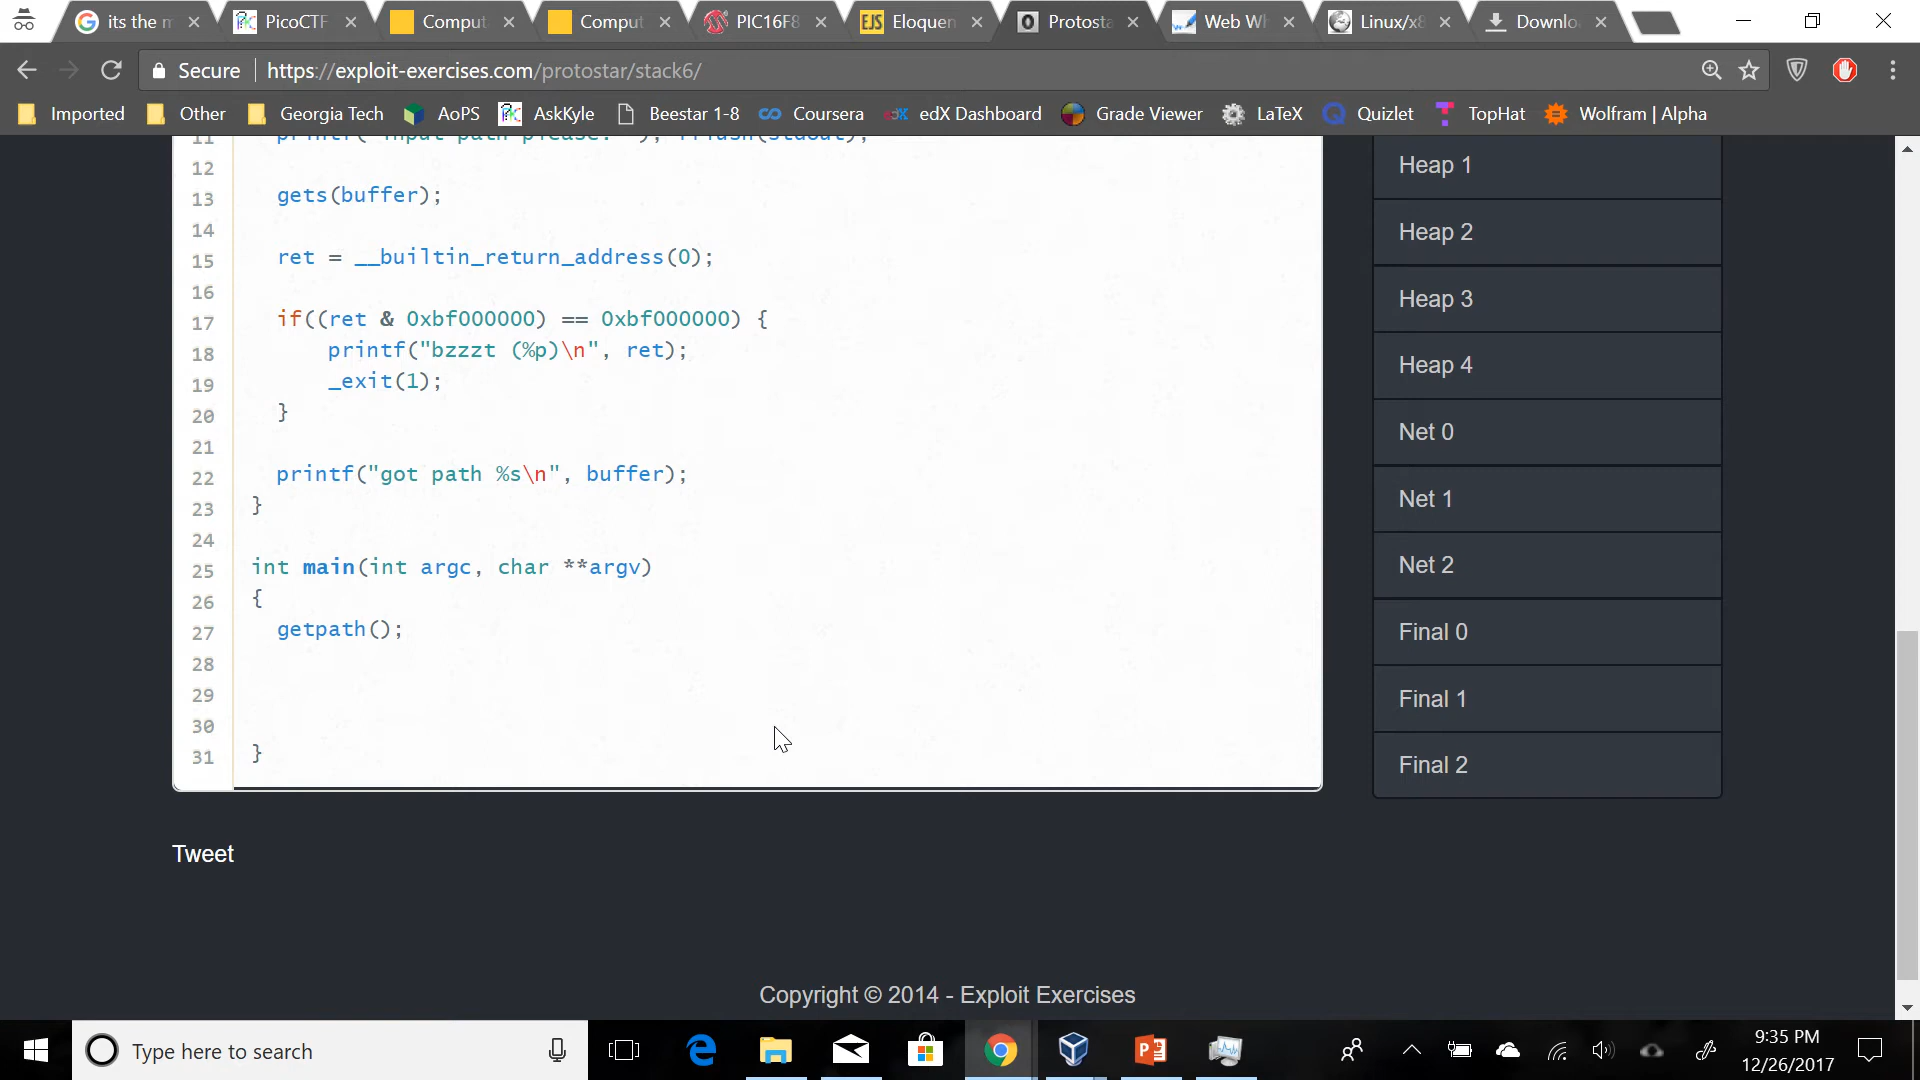 its the m
PicoCTF
Comput
Comput
PIC16F8
Eloquen
Protosta
Web Wh
Linux/x8
Downlo
Secure
https://exploit-exercises.com/protostar/stack6/
Imported
Other
Georgia Tech
AoPS
AskKyle
Beestar 1-8
Coursera
edX Dashboard
Grade Viewer
LaTeX
Quizlet
TopHat
Wolfram | Alpha
11
12
13 gets(buffer);
14
15 ret = __builtin_return_address(0);
16
17 if((ret & 0xbf000000) == 0xbf000000) {
18 printf("bzzzt (%p)\n", ret);
19 _exit(1);
20 }
21
22 printf("got path %s\n", buffer);
23 }
24
25 int main(int argc, char **argv)
26 {
27 getpath();
28
29
30
31 }
Heap 1
Heap 2
Heap 3
Heap 4
Net 0
Net 1
Net 2
Final 0
Final 1
Final 2
Tweet
Copyright © 2014 - Exploit Exercises
Type here to search
9:35 PM
12/26/2017